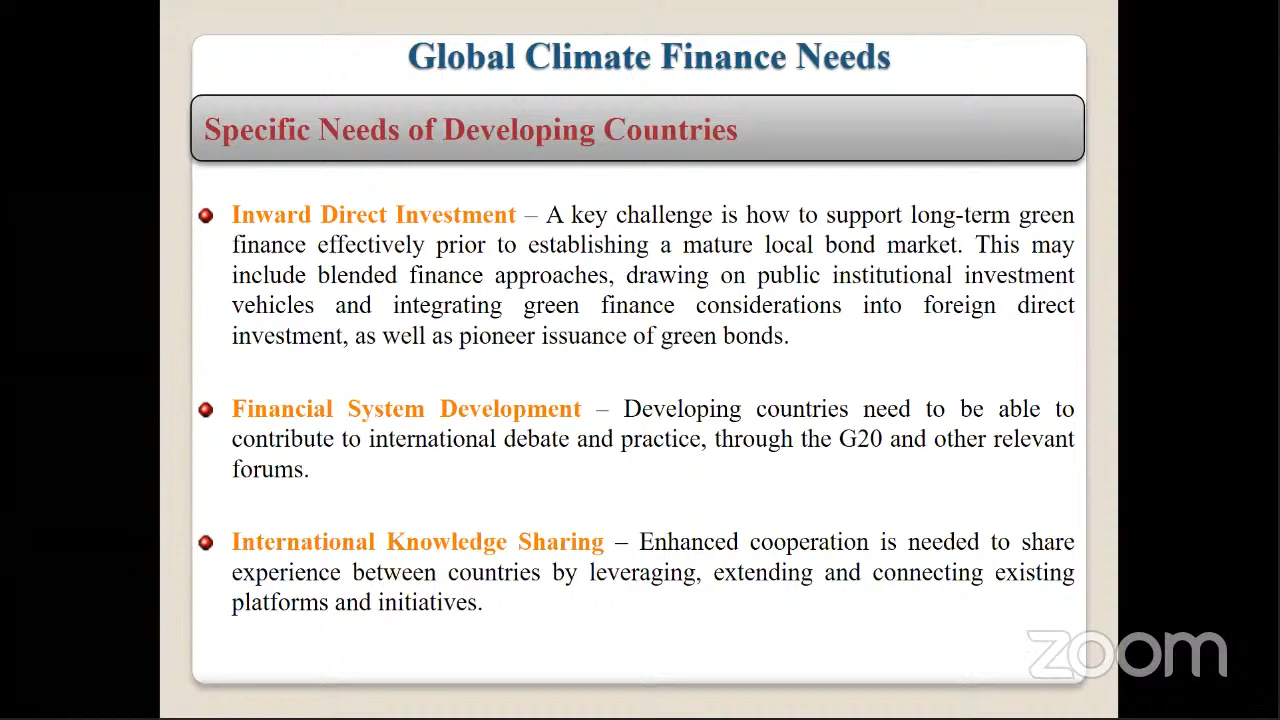 Global Climate Finance Needs
Specific Needs of Developing Countries
Inward Direct Investment – A key challenge is how to support long-term green
finance effectively prior to establishing a mature local bond market. This may
include blended finance approaches, drawing on public institutional investment
vehicles and integrating green finance considerations into foreign direct
investment, as well as pioneer issuance of green bonds.
Financial System Development – Developing countries need to be able to
contribute to international debate and practice, through the G20 and other relevant
forums.
International Knowledge Sharing – Enhanced cooperation is needed to share
experience between countries by leveraging, extending and connecting existing
platforms and initiatives.
zoom